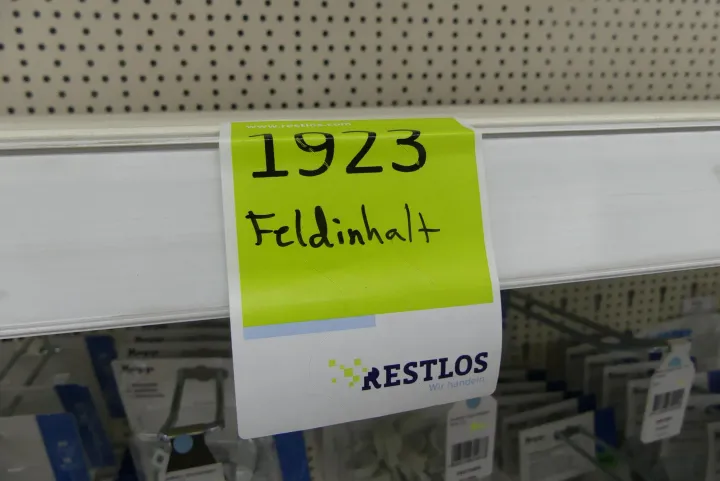 www.restlos.com
1923
Feldinhalt
RESTLOS
Wir handeln.